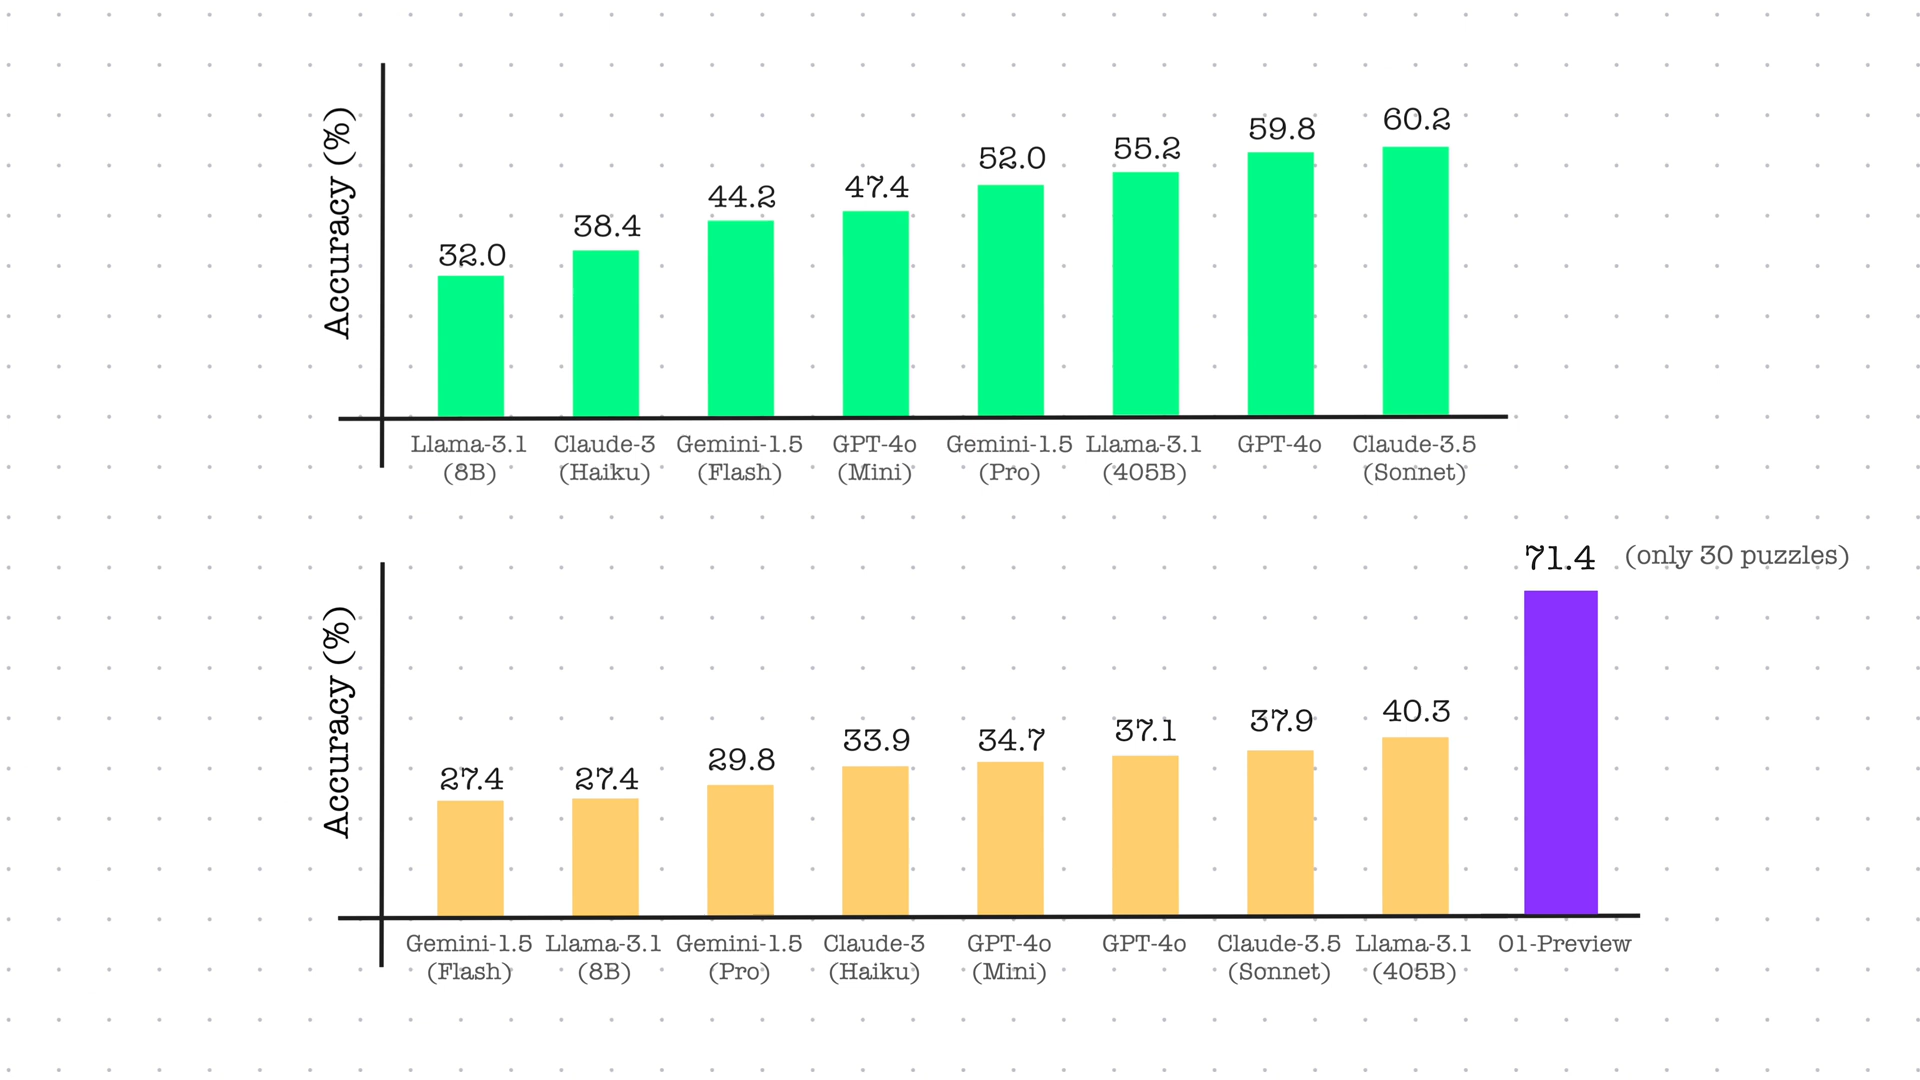 Accuracy (%)
32.0
38.4
44.2
47.4
52.0
55.2
59.8
60.2
Llama-3.1
(8B)
Claude-3
(Haiku)
Gemini-1.5
(Flash)
GPT-4o
(Mini)
Gemini-1.5
(Pro)
Llama-3.1
(405B)
GPT-4o
Claude-3.5
(Sonnet)
Accuracy (%)
27.4
27.4
29.8
33.9
34.7
37.1
37.9
40.3
71.4
(only 30 puzzles)
Gemini-1.5
(Flash)
Llama-3.1
(8B)
Gemini-1.5
(Pro)
Claude-3
(Haiku)
GPT-4o
(Mini)
GPT-4o
Claude-3.5
(Sonnet)
Llama-3.1
(405B)
O1-Preview